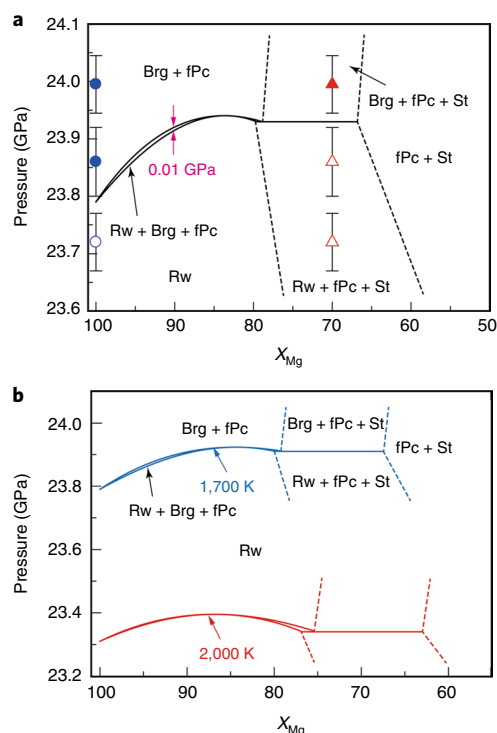 a
24.1
24.0
23.9
23.8
23.7
23.6
Pressure (GPa)
Brg + fPc
Brg + fPc + St
0.01 GPa
fPc + St
Rw + Brg + fPc
Rw
Rw + fPc + St
100
90
80
70
60
50
XMg
b
24.0
23.8
23.6
23.4
23.2
Pressure (GPa)
Brg + fPc
Brg + fPc + St
fPc + St
1,700 K
Rw + fPc + St
Rw + Brg + fPc
Rw
2,000 K
100
90
80
70
60
XMg